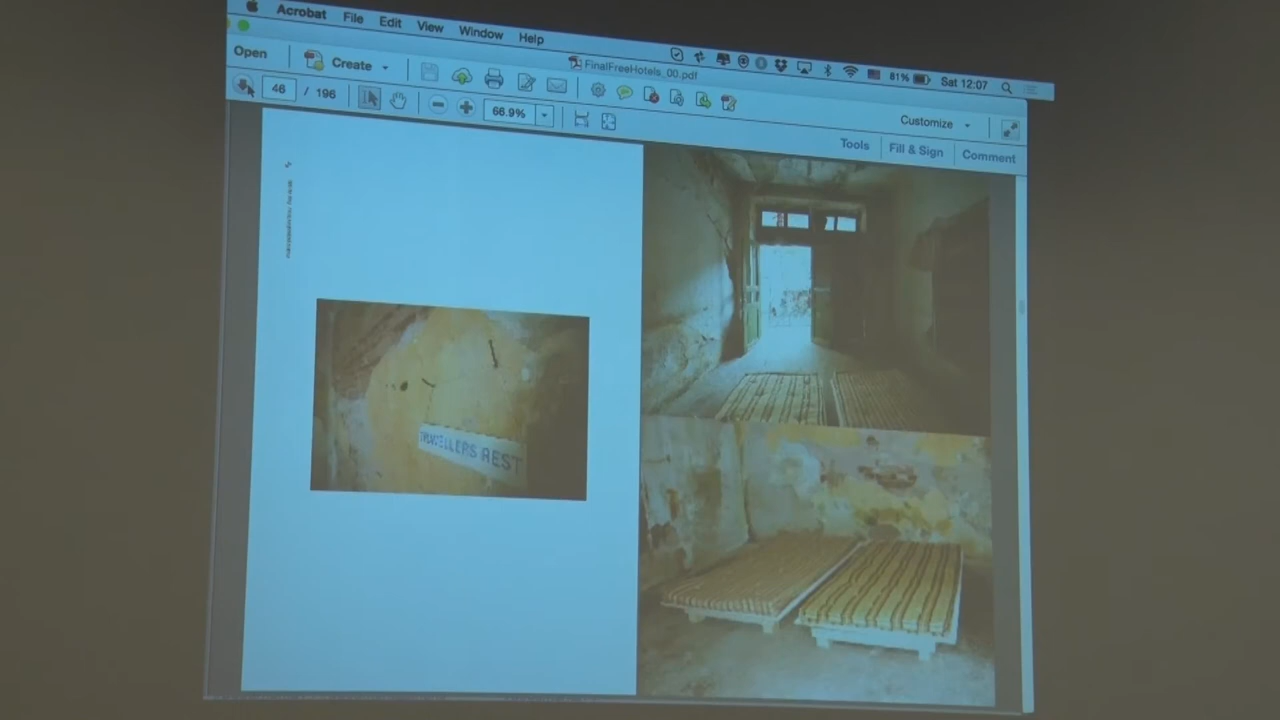 Acrobat File Edit View Window Help
81% Sat 12:07
FinalFreeHotels_00.pdf
Open Create
46 / 196 66.9%
Customize
Tools Fill & Sign Comment
TRAVELLERS REST